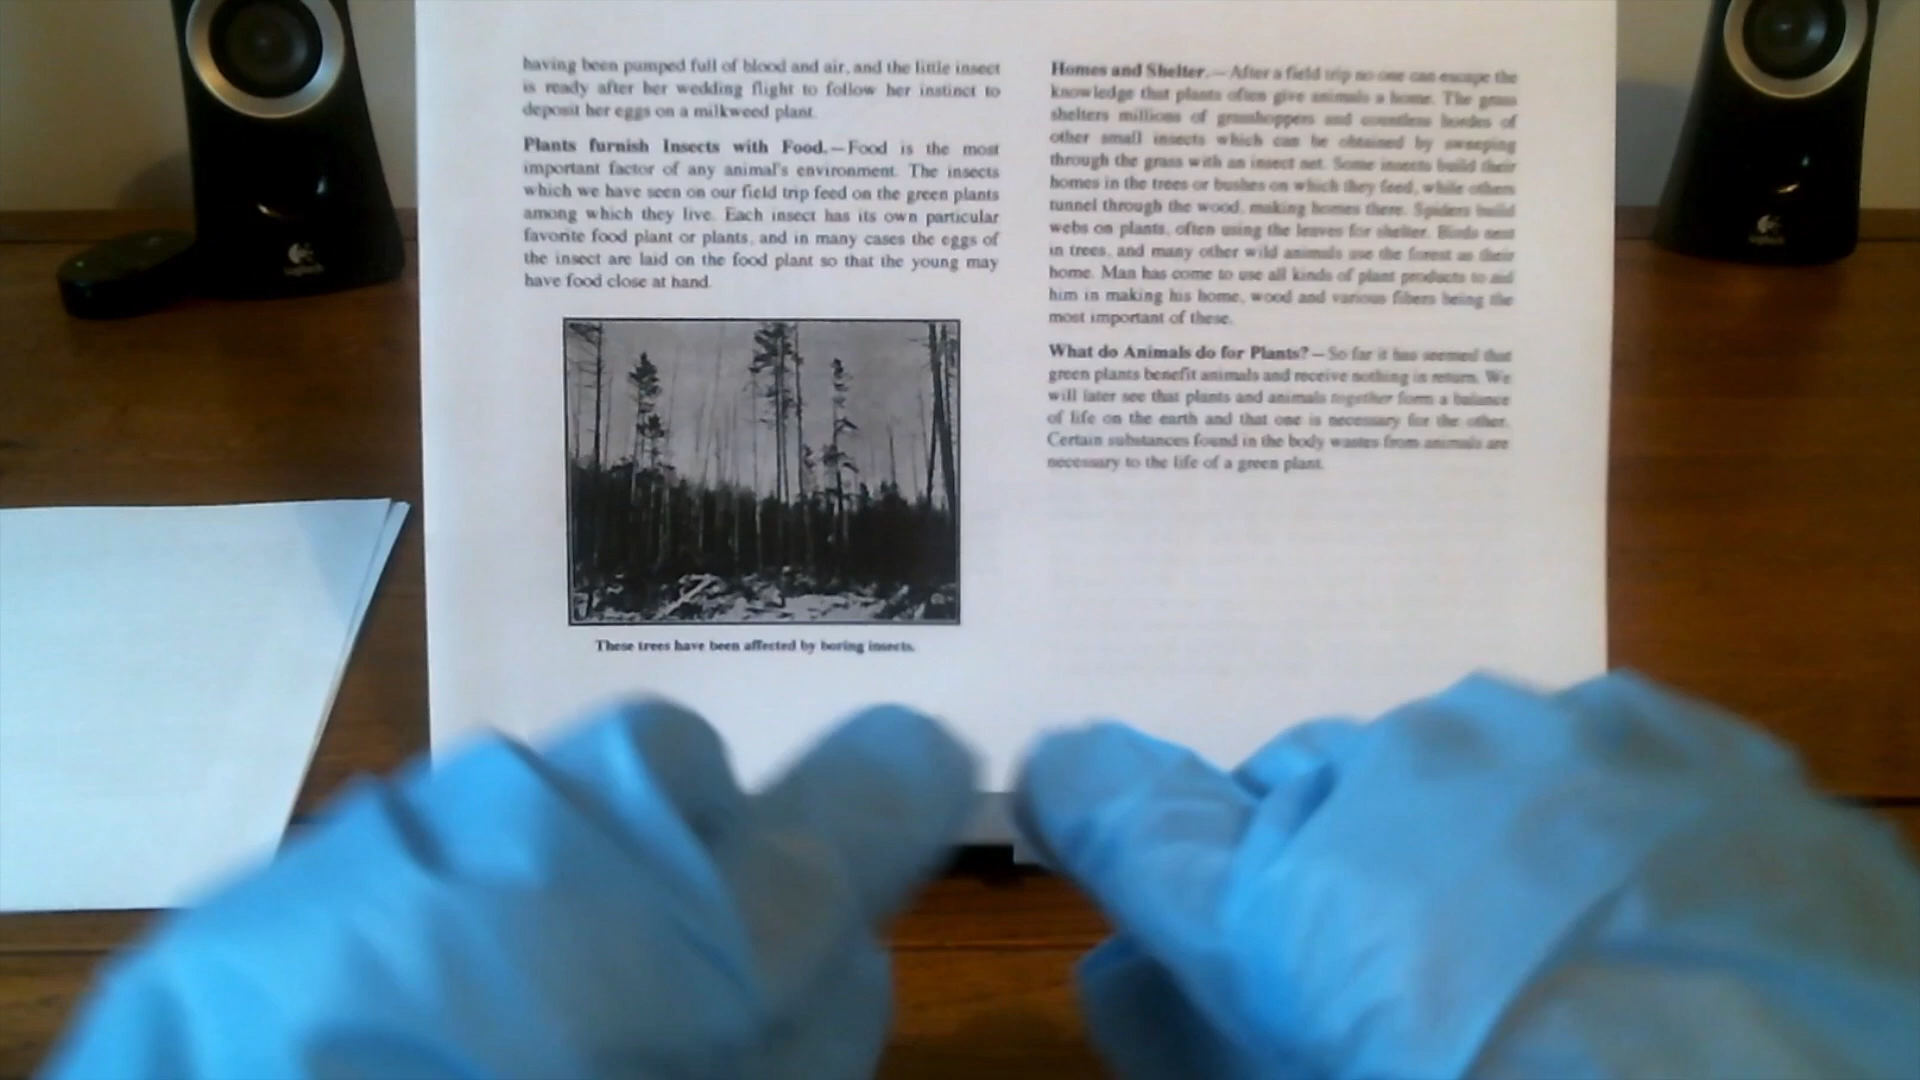 having been pumped full of blood and air, and the little insect
is ready after her wedding flight to follow her instinct to
deposit her eggs on a milkweed plant.
Plants furnish Insects with Food.—Food is the most
important factor of any animal's environment. The insects
which we have seen on our field trip feed on the green plants
among which they live. Each insect has its own particular
favorite food plant or plants, and in many cases the eggs of
the insect are laid on the food plant so that the young may
have food close at hand.
These trees have been affected by boring insects.
Homes and Shelter.—After a field trip no one can escape the
knowledge that plants often give animals a home. The grass
shelters millions of grasshoppers and countless hordes of
other small insects which can be obtained by sweeping
through the grass with an insect net. Some insects build their
homes in the trees or bushes on which they feed, while others
tunnel through the wood, making homes there. Spiders build
webs on plants, often using the leaves for shelter. Birds nest
in trees, and many other wild animals use the forest as their
home. Man has come to use all kinds of plant products to aid
him in making his home, wood and various fibers being the
most important of these.
What do Animals do for Plants?—So far it has seemed that
green plants benefit animals and receive nothing in return. We
will later see that plants and animals together form a balance
of life on the earth and that one is necessary for the other.
Certain substances found in the body wastes from animals are
necessary to the life of a green plant.
logitech
logitech